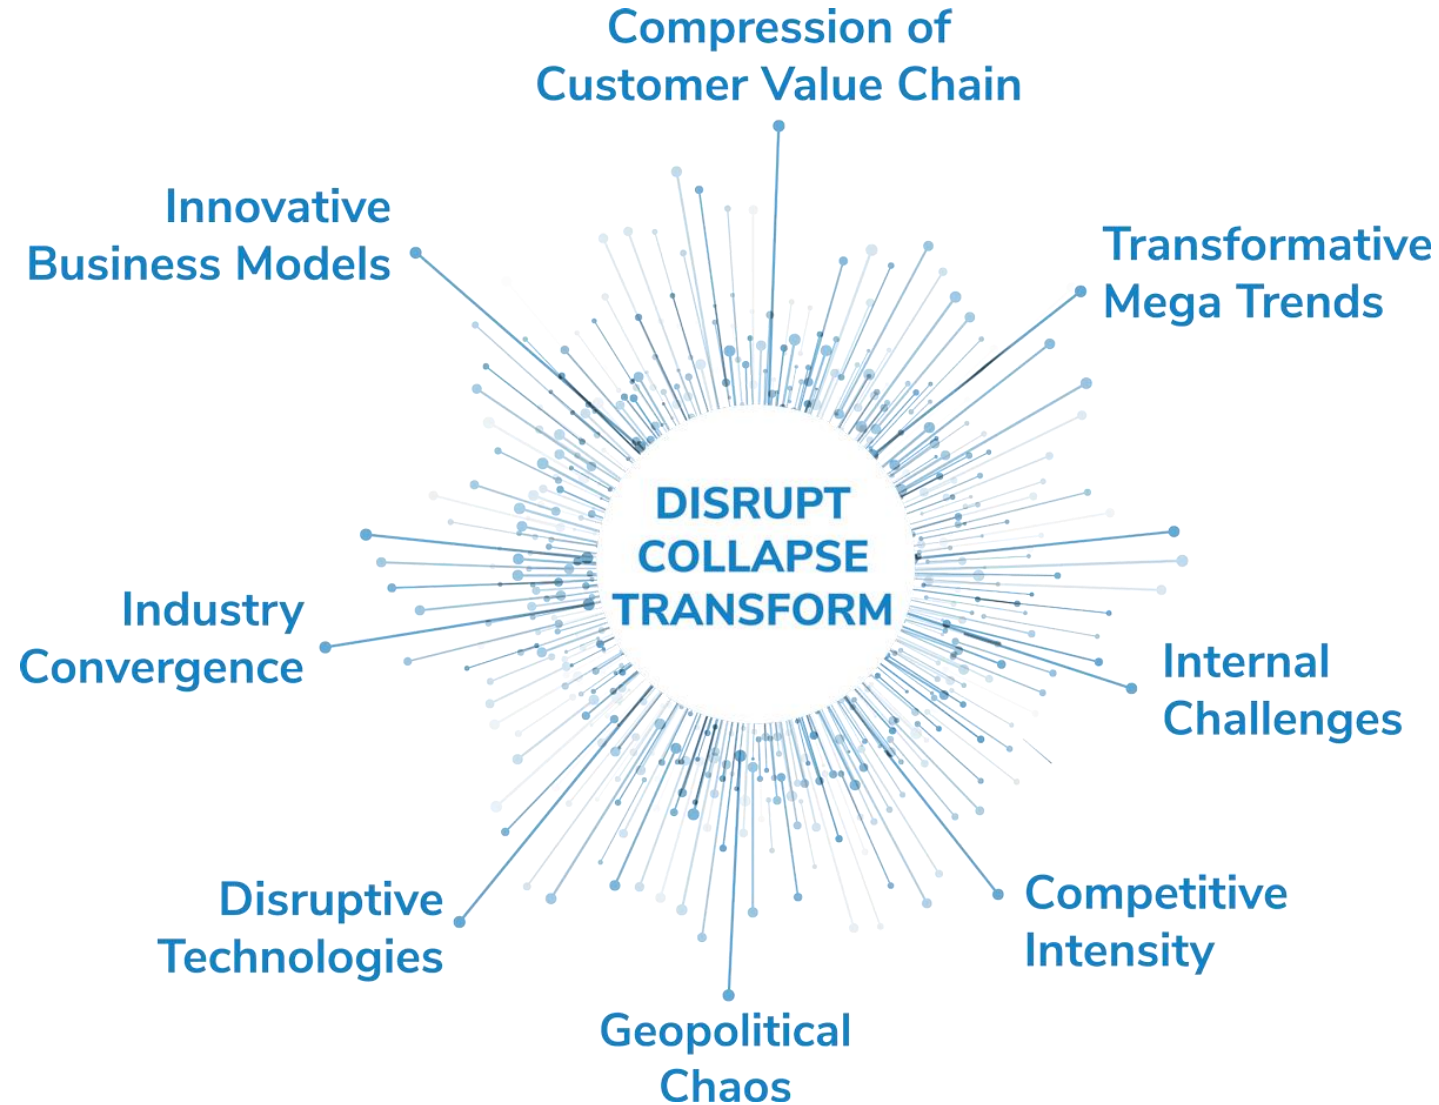 Compression of
Customer Value Chain
Innovative
Business Models
Transformative
Mega Trends
DISRUPT
COLLAPSE
TRANSFORM
Industry
Convergence
Internal
Challenges
Disruptive
Technologies
Competitive
Intensity
Geopolitical
Chaos